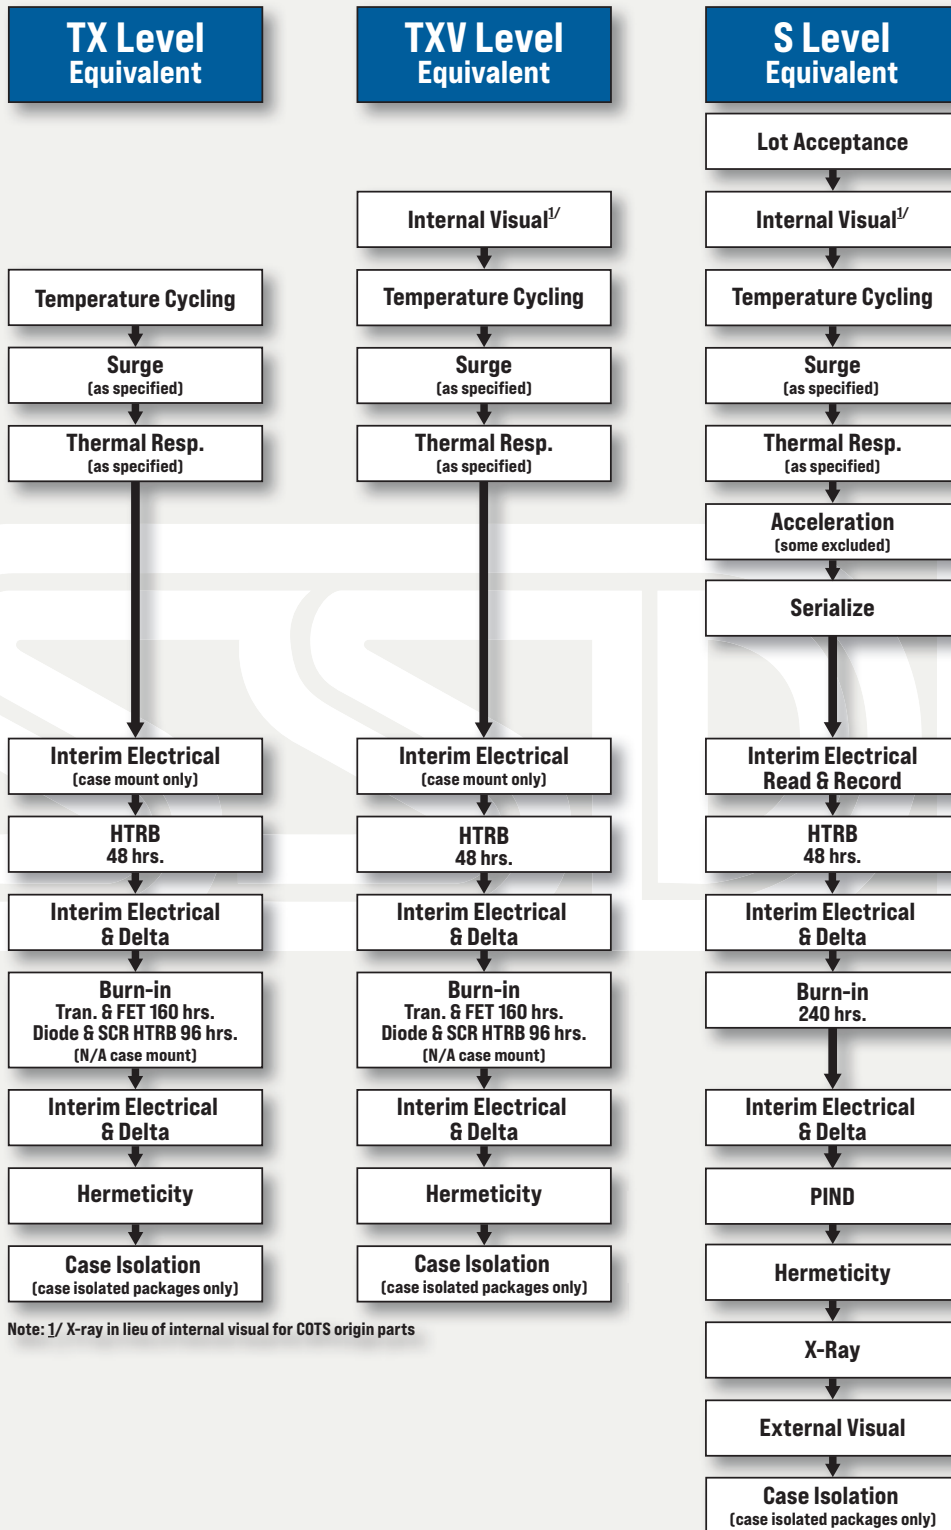 TX Level
Equivalent
Temperature Cycling
Surge
(as specified)
Thermal Resp.
(as specified)
Interim Electrical
(case mount only)
HTRB
48 hrs.
Interim Electrical
& Delta
Burn-in
Tran. & FET 160 hrs.
Diode & SCR HTRB 96 hrs.
(N/A case mount)
Interim Electrical
& Delta
Hermeticity
Case Isolation
(case isolated packages only)
Note: 1/ X-ray in lieu of internal visual for COTS origin parts
TXV Level
Equivalent
Internal Visual1/
Temperature Cycling
Surge
(as specified)
Thermal Resp.
(as specified)
Interim Electrical
(case mount only)
HTRB
48 hrs.
Interim Electrical
& Delta
Burn-in
Tran. & FET 160 hrs.
Diode & SCR HTRB 96 hrs.
(N/A case mount)
Interim Electrical
& Delta
Hermeticity
Case Isolation
(case isolated packages only)
S Level
Equivalent
Lot Acceptance
Internal Visual1/
Temperature Cycling
Surge
(as specified)
Thermal Resp.
(as specified)
Acceleration
(some excluded)
Serialize
Interim Electrical
Read & Record
HTRB
48 hrs.
Interim Electrical
& Delta
Burn-in
240 hrs.
Interim Electrical
& Delta
PIND
Hermeticity
X-Ray
External Visual
Case Isolation
(case isolated packages only)
SSDI